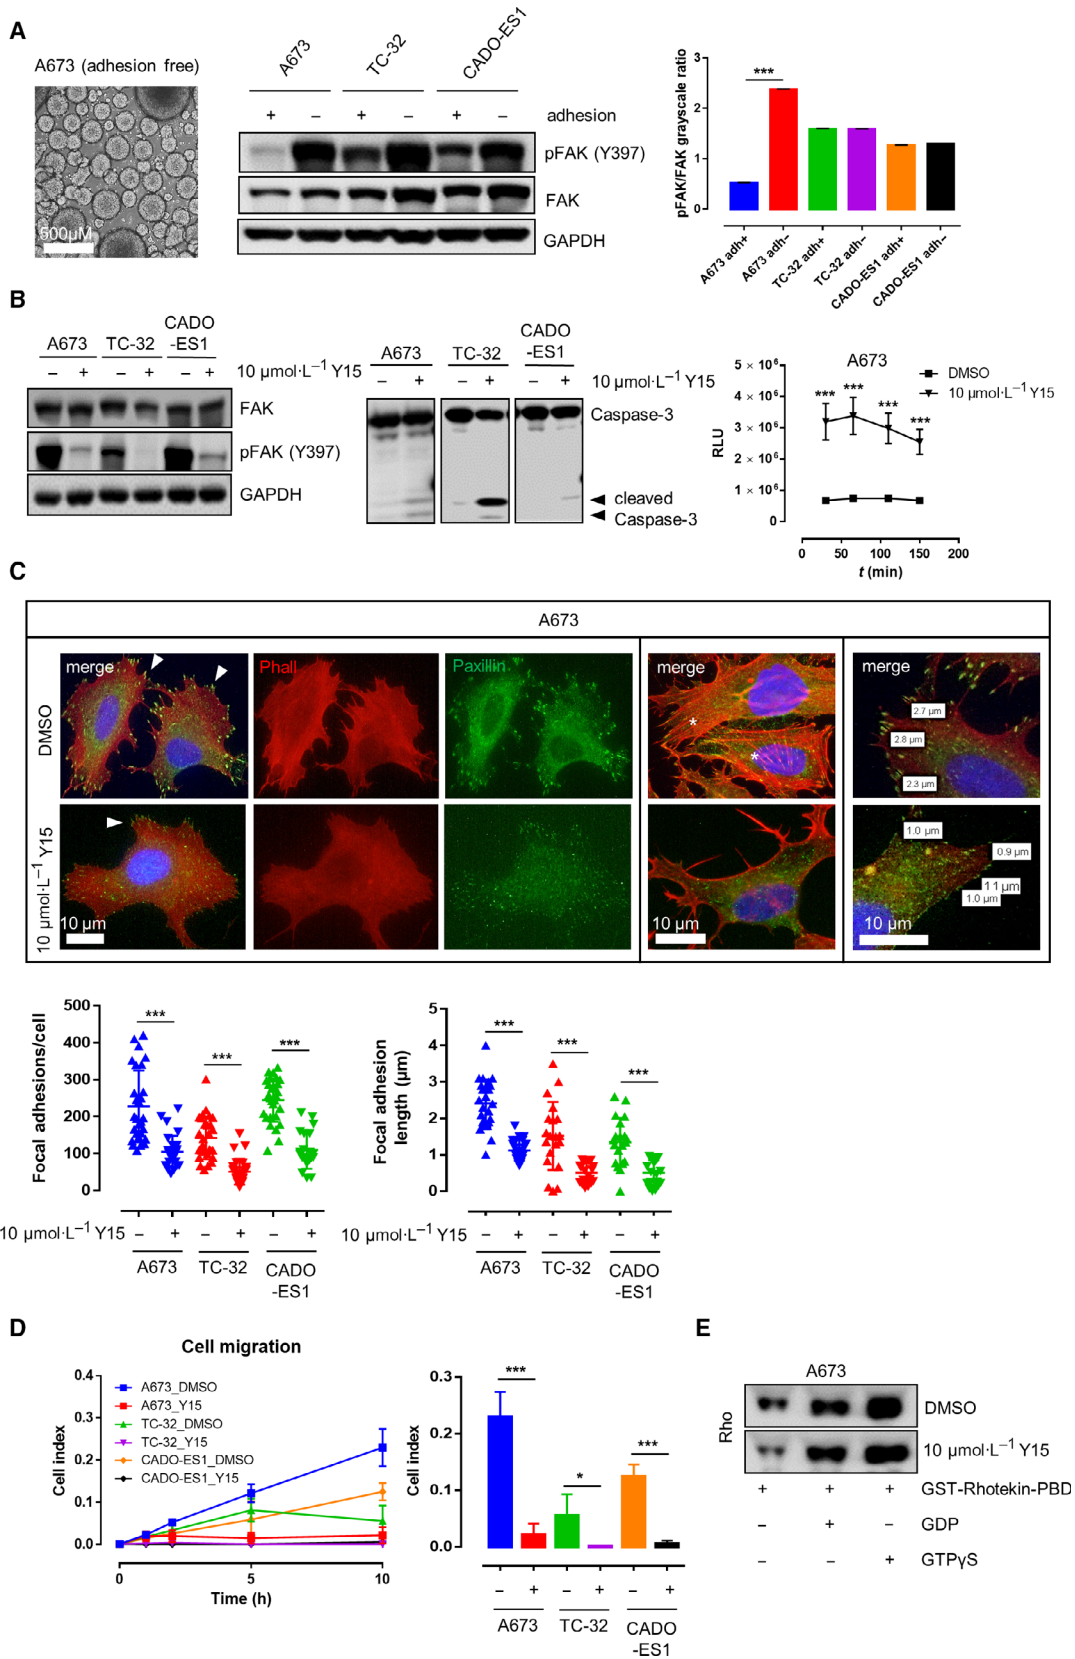 A
A673 (adhesion free)
500µM
A673
TC-32
CADO-ES1
+ – + – + – adhesion
pFAK (Y397)
FAK
GAPDH
pFAK/FAK grayscale ratio
3
2
1
0
***
A673 adh+
A673 adh–
TC-32 adh+
TC-32 adh–
CADO-ES1 adh+
CADO-ES1 adh–
B
A673 TC-32 CADO
-ES1
– + – + – + 10 µmol·L⁻¹ Y15
FAK
pFAK (Y397)
GAPDH
A673 TC-32 CADO
-ES1
– + – + – + 10 µmol·L⁻¹ Y15
Caspase-3
cleaved
Caspase-3
A673
DMSO
10 µmol·L⁻¹ Y15
RLU
5 × 10⁶
4 × 10⁶
3 × 10⁶
2 × 10⁶
1 × 10⁶
0
*** *** *** ***
0 50 100 150 200
t (min)
C
A673
DMSO
merge
Phall
Paxillin
merge
*
*
merge
2.7 µm
2.8 µm
2.3 µm
10 µmol·L⁻¹ Y15
10 µm
10 µm
1.0 µm
0.9 µm
1.1 µm
1.0 µm
10 µm
Focal adhesions/cell
500
400
300
200
100
0
*** *** ***
10 µmol·L⁻¹ Y15 – + – + – +
A673 TC-32 CADO
-ES1
Focal adhesion
length (µm)
5
4
3
2
1
0
*** *** ***
10 µmol·L⁻¹ Y15 – + – + – +
A673 TC-32 CADO
-ES1
D
Cell migration
Cell index
0.4
0.3
0.2
0.1
0.0
A673_DMSO
A673_Y15
TC-32_DMSO
TC-32_Y15
CADO-ES1_DMSO
CADO-ES1_Y15
0 5 10
Time (h)
Cell index
0.3
0.2
0.1
0.0
*** * ***
– + – + – +
A673 TC-32 CADO
-ES1
E
A673
Rho
DMSO
10 µmol·L⁻¹ Y15
+ + + GST-Rhotekin-PBD
– + GDP
– – + GTPγS